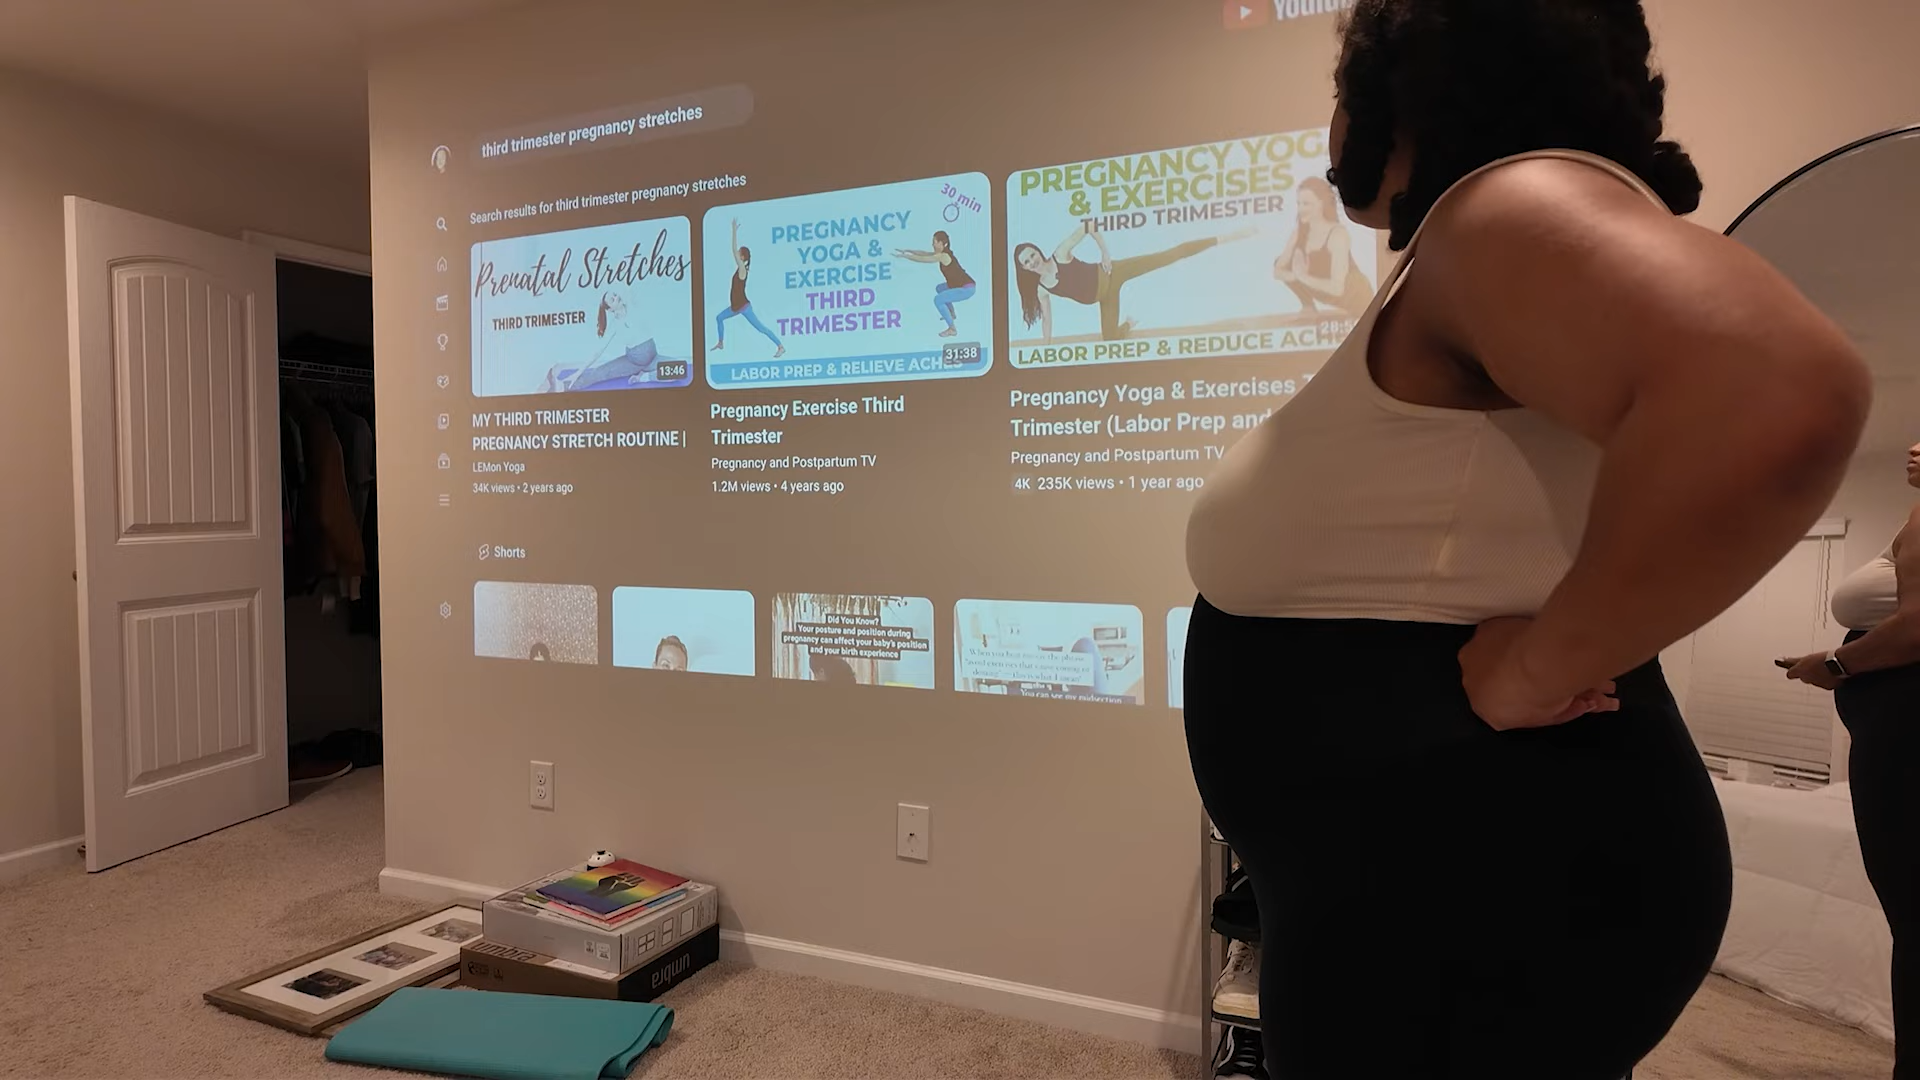 YouTube
third trimester pregnancy stretches
Search results for third trimester pregnancy stretches
Prenatal Stretches
THIRD TRIMESTER
13:46
MY THIRD TRIMESTER
PREGNANCY STRETCH ROUTINE |
LEMon Yoga
34K views • 2 years ago
30 min
PREGNANCY
YOGA &
EXERCISE
THIRD
TRIMESTER
LABOR PREP & RELIEVE ACHES
31:38
Pregnancy Exercise Third
Trimester
Pregnancy and Postpartum TV
1.2M views • 4 years ago
PREGNANCY YOGA
& EXERCISES
THIRD TRIMESTER
LABOR PREP & REDUCE
Pregnancy Yoga & Exercises
Trimester (Labor Prep and
Pregnancy and Postpartum TV
4K 235K views • 1 year ago
Shorts
Did You Know?
Your posture and position during
pregnancy can affect your baby's position
and your birth experience
You can see my midsection
umbra
umbra